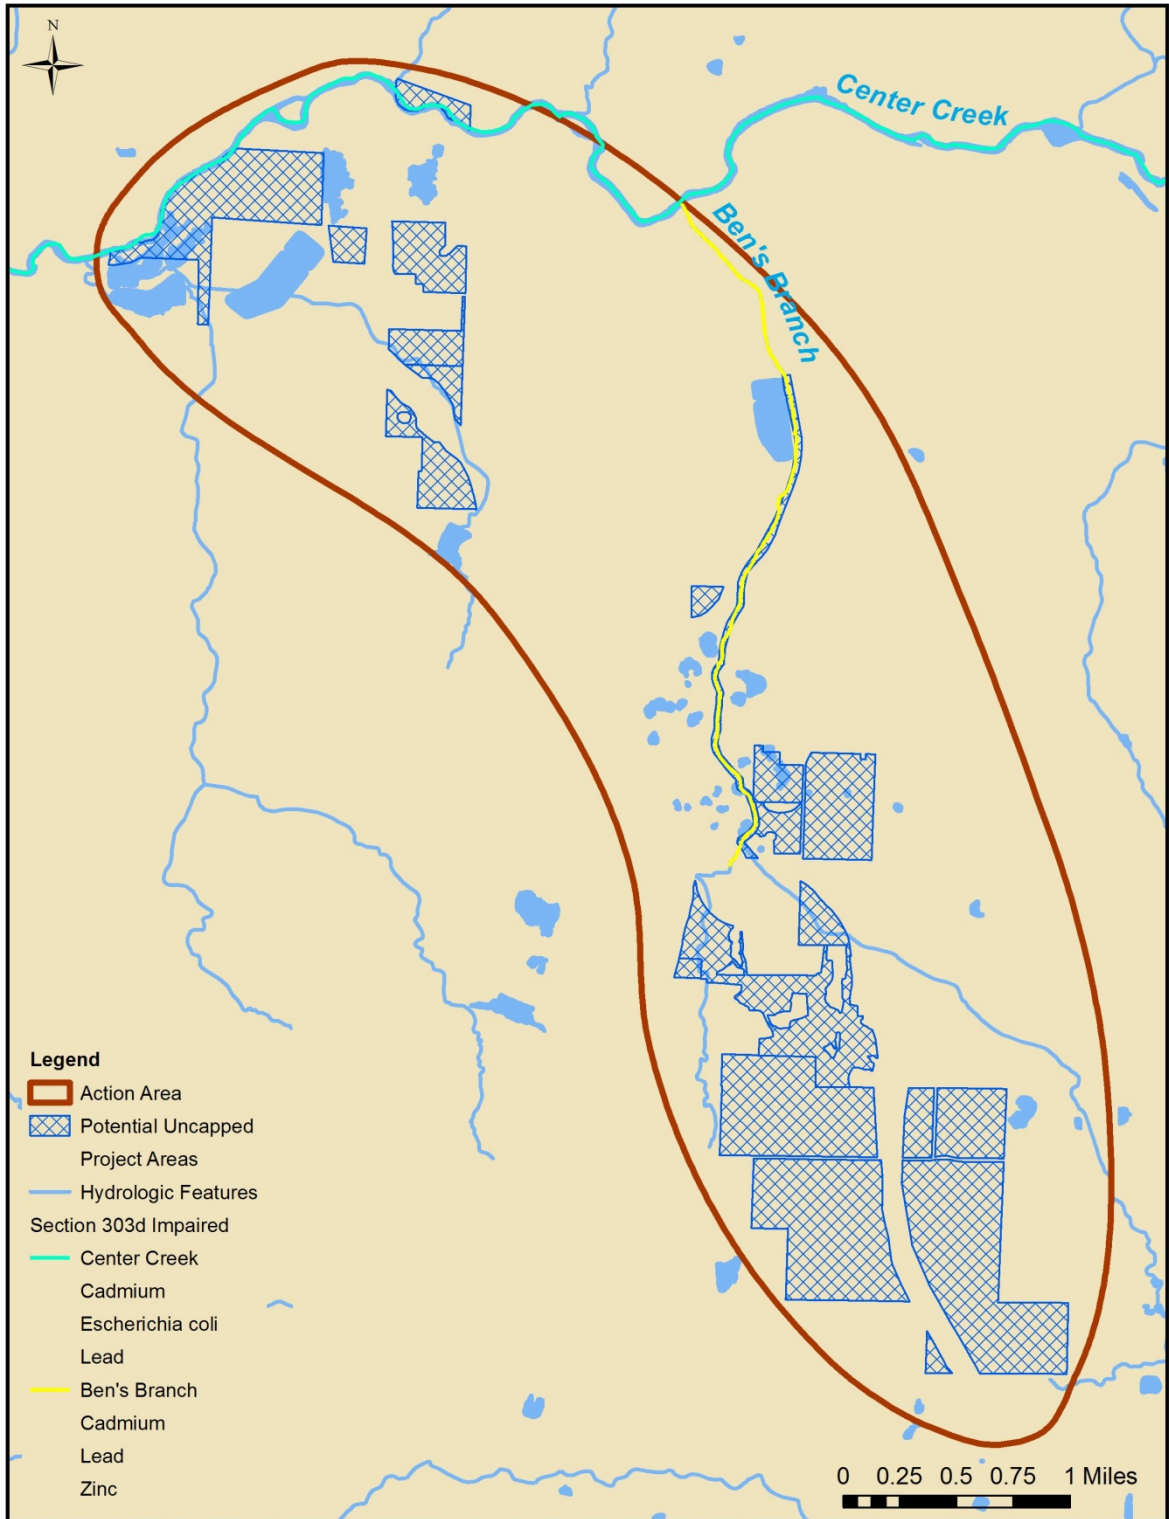 N
Center Creek
Ben's Branch
Legend
Action Area
Potential Uncapped
Project Areas
Hydrologic Features
Section 303d Impaired
Center Creek
Cadmium
Escherichia coli
Lead
Ben's Branch
Cadmium
Lead
Zinc
0 0.25 0.5 0.75 1 Miles